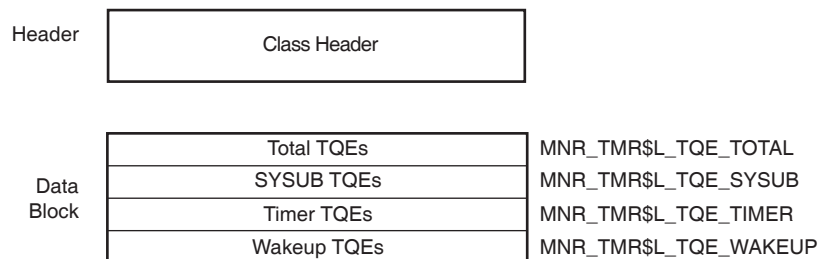 Header
Class Header
Total TQEs MNR_TMR$L_TQE_TOTAL
Data Block
SYSUB TQEs MNR_TMR$L_TQE_SYSUB
Timer TQEs MNR_TMR$L_TQE_TIMER
Wakeup TQEs MNR_TMR$L_TQE_WAKEUP